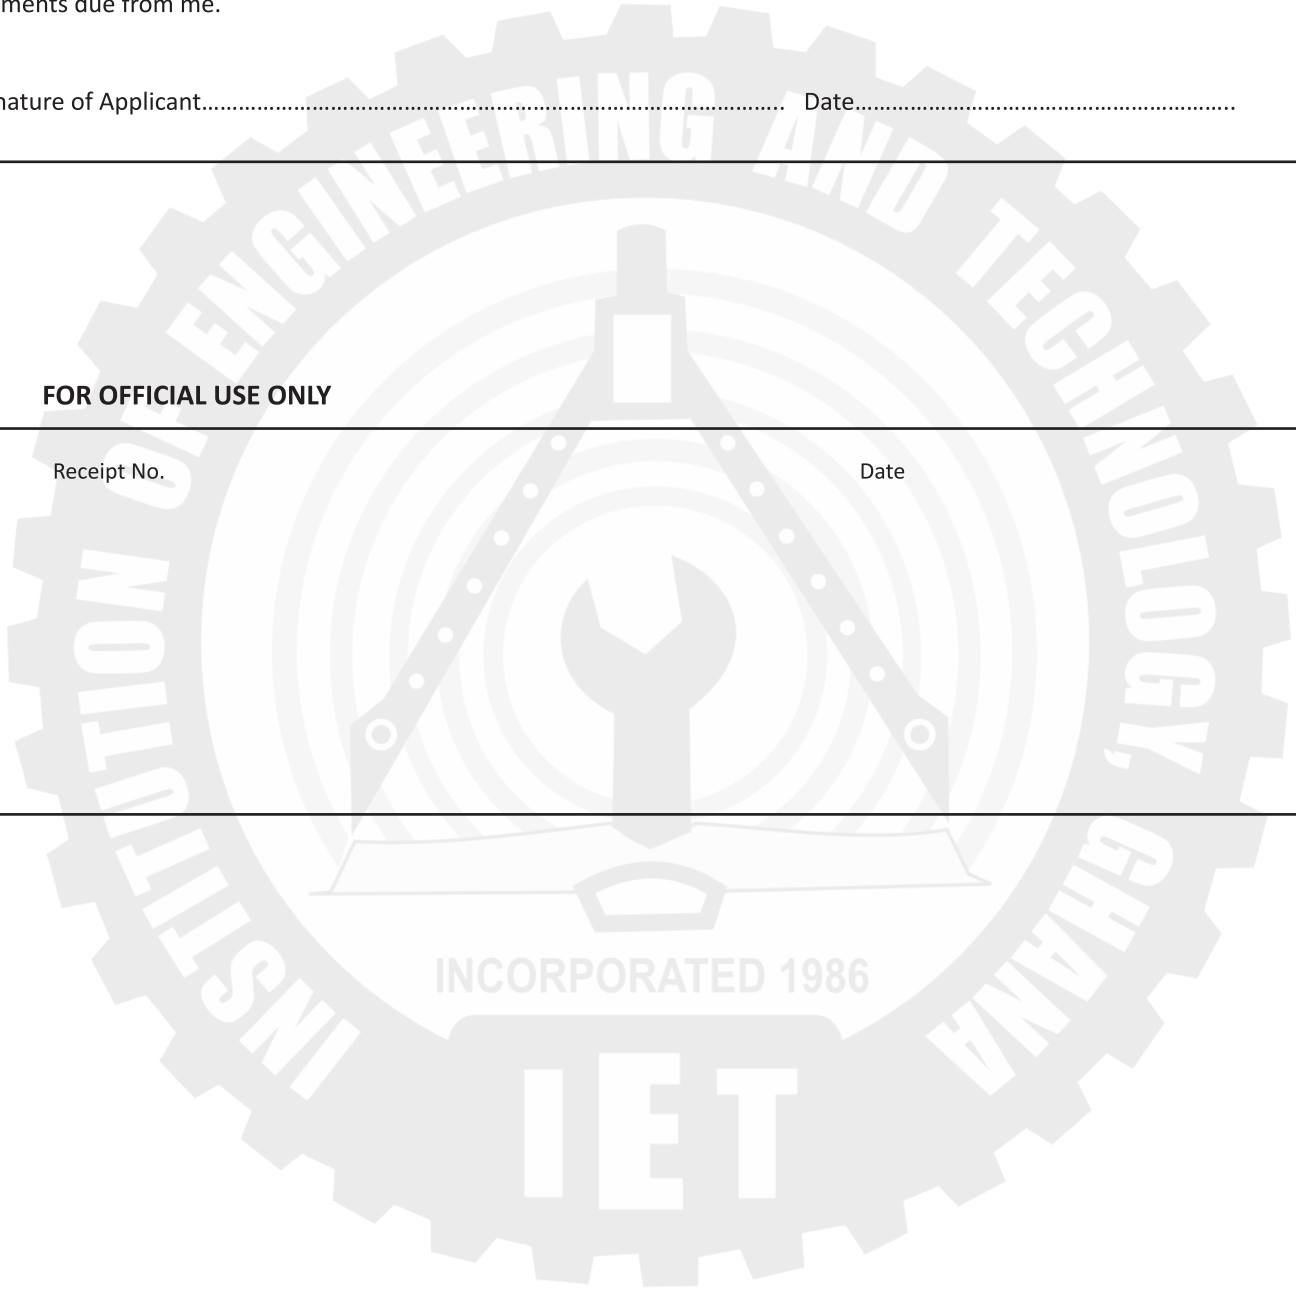 ments due from me.
nature of Applicant.................................................................................................. Date................................................................
FOR OFFICIAL USE ONLY
Receipt No. Date
INSTITUTION OF ENGINEERING AND TECHNOLOGY, GHANA
INCORPORATED 1986
IET